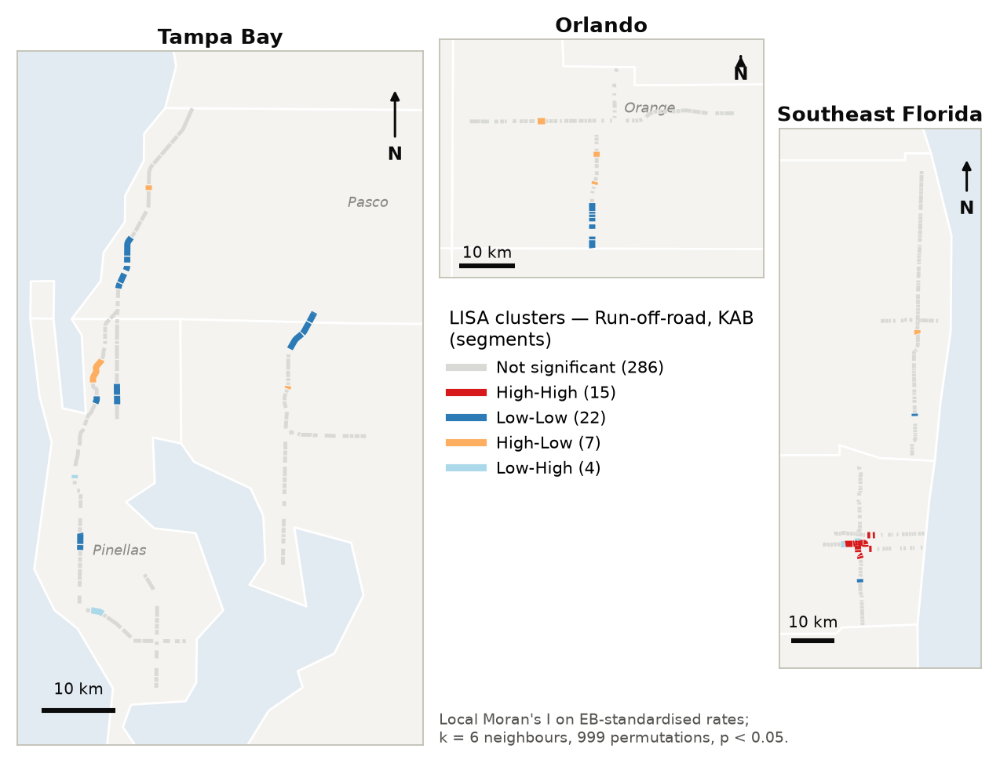 Tampa Bay
N
Pasco
Pinellas
10 km
Orlando
N
Orange
10 km
Southeast Florida
N
10 km
LISA clusters — Run-off-road, KAB
(segments)
Not significant (286)
High-High (15)
Low-Low (22)
High-Low (7)
Low-High (4)
Local Moran's I on EB-standardised rates;
k = 6 neighbours, 999 permutations, p < 0.05.